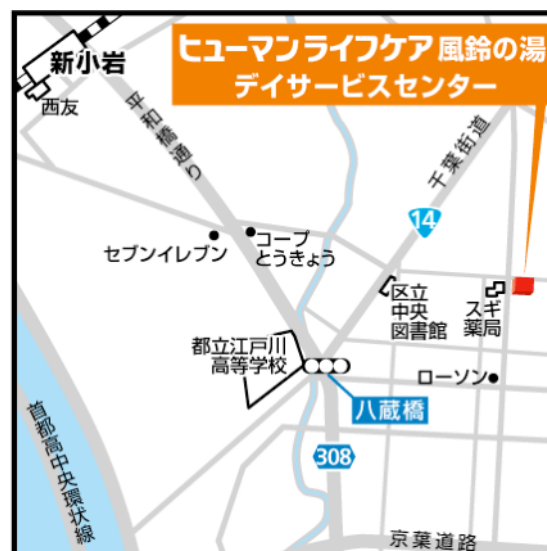 ヒューマンライフケア 風鈴の湯
デイサービスセンター
新小岩
西友
平和橋通り
千葉街道
14
セブンイレブン
コープ
とうきょう
区立
中央
図書館
スギ
薬局
都立江戸川
高等学校
ローソン
八蔵橋
308
首都高中央環状線
京葉道路